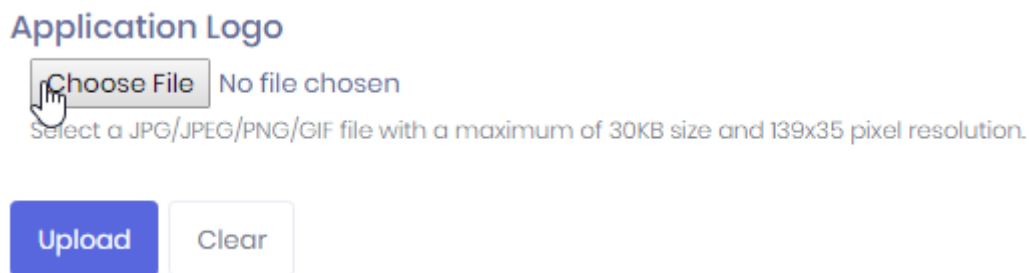 Application Logo
Choose File No file chosen
Select a JPG/JPEG/PNG/GIF file with a maximum of 30KB size and 139x35 pixel resolution.
Upload Clear